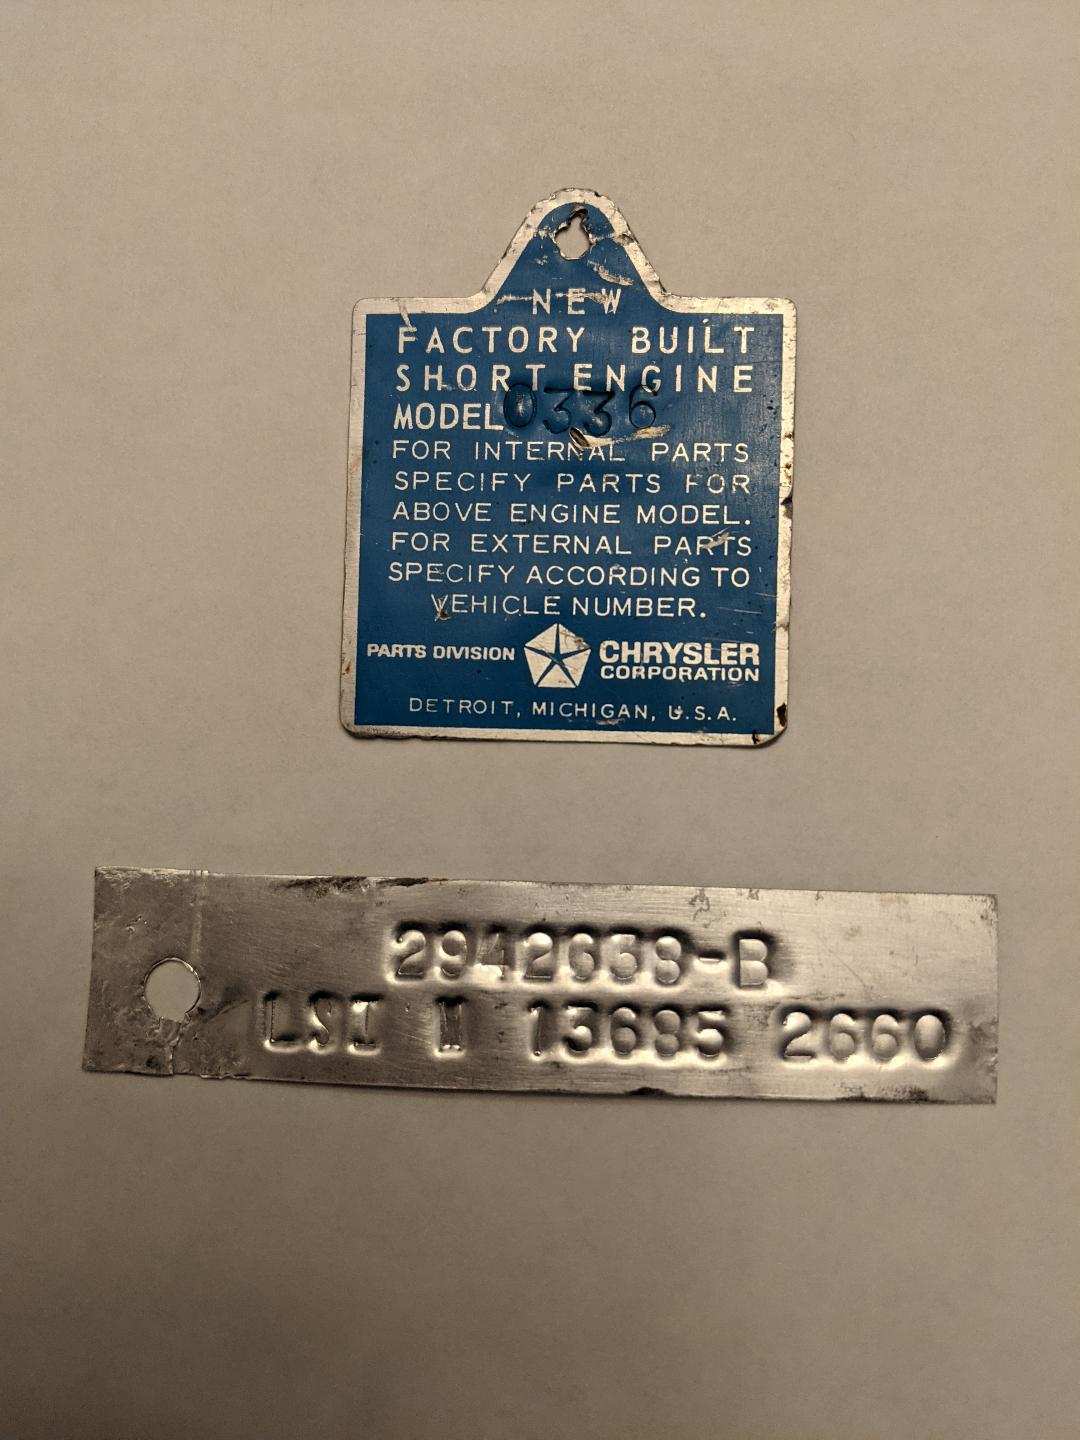 NEW
FACTORY BUILT
SHORT ENGINE
MODEL 0336
FOR INTERNAL PARTS
SPECIFY PARTS FOR
ABOVE ENGINE MODEL.
FOR EXTERNAL PARTS
SPECIFY ACCORDING TO
VEHICLE NUMBER.
PARTS DIVISION CHRYSLER
CORPORATION
DETROIT, MICHIGAN, U.S.A.
2942638-B
LSI M 13685 2660